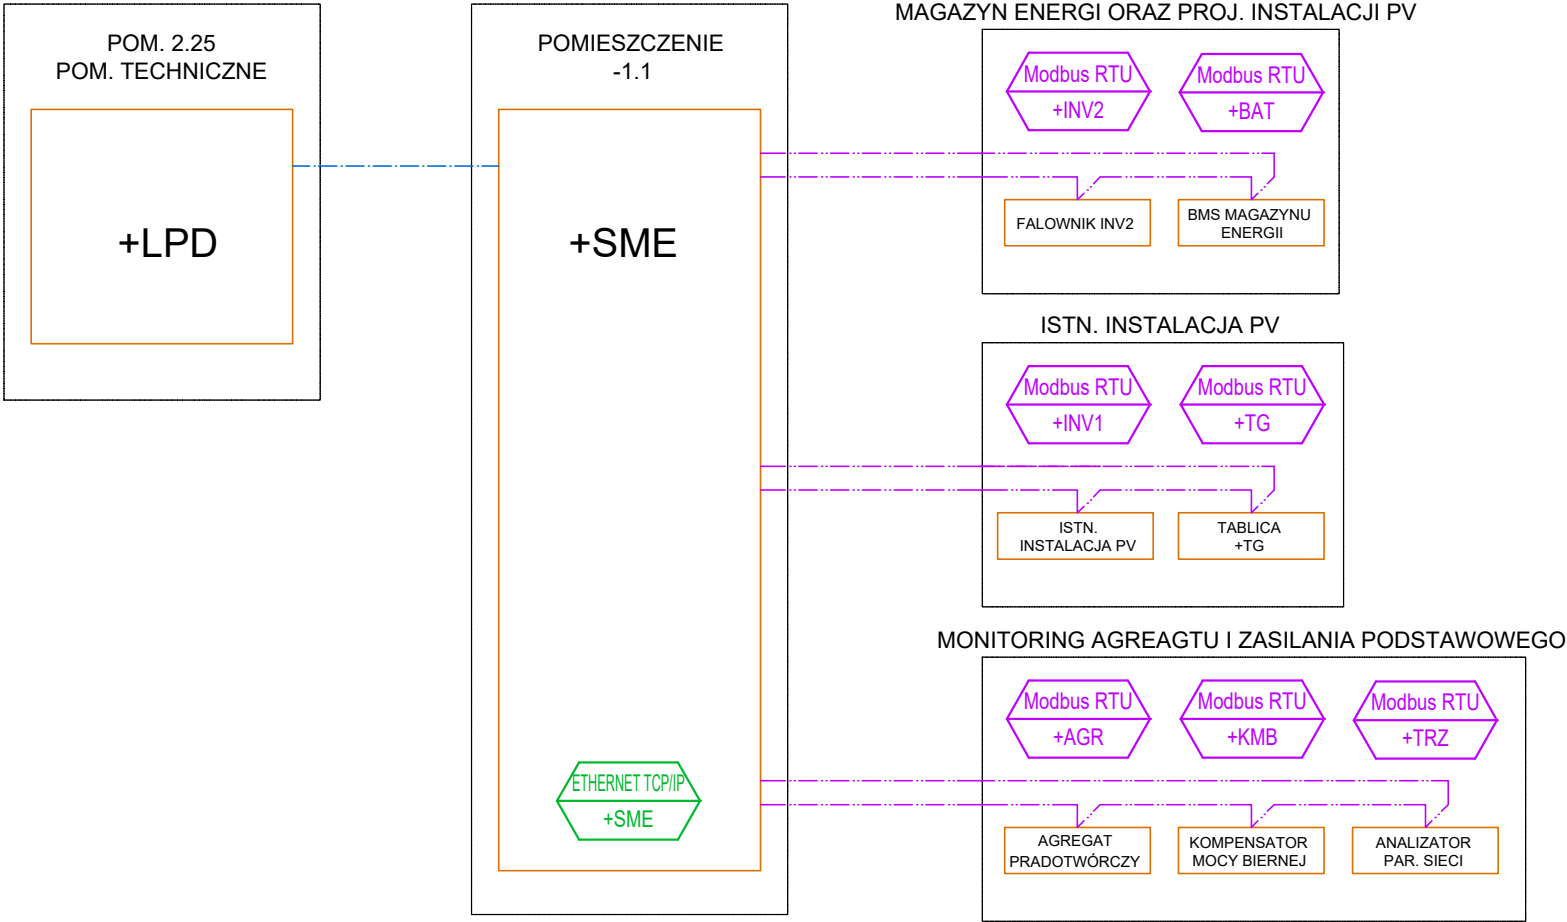 POM. 2.25
POM. TECHNICZNE
+LPD
POMIESZCZENIE
-1.1
+SME
ETHERNET TCP/IP
+SME
MAGAZYN ENERGI ORAZ PROJ. INSTALACJI PV
Modbus RTU
+INV2
Modbus RTU
+BAT
FALOWNIK INV2
BMS MAGAZYNU
ENERGII
ISTN. INSTALACJA PV
Modbus RTU
+INV1
Modbus RTU
+TG
ISTN.
INSTALACJA PV
TABLICA
+TG
MONITORING AGREAGTU I ZASILANIA PODSTAWOWEGO
Modbus RTU
+AGR
Modbus RTU
+KMB
Modbus RTU
+TRZ
AGREGAT
PRADOTWÓRCZY
KOMPENSATOR
MOCY BIERNEJ
ANALIZATOR
PAR. SIECI